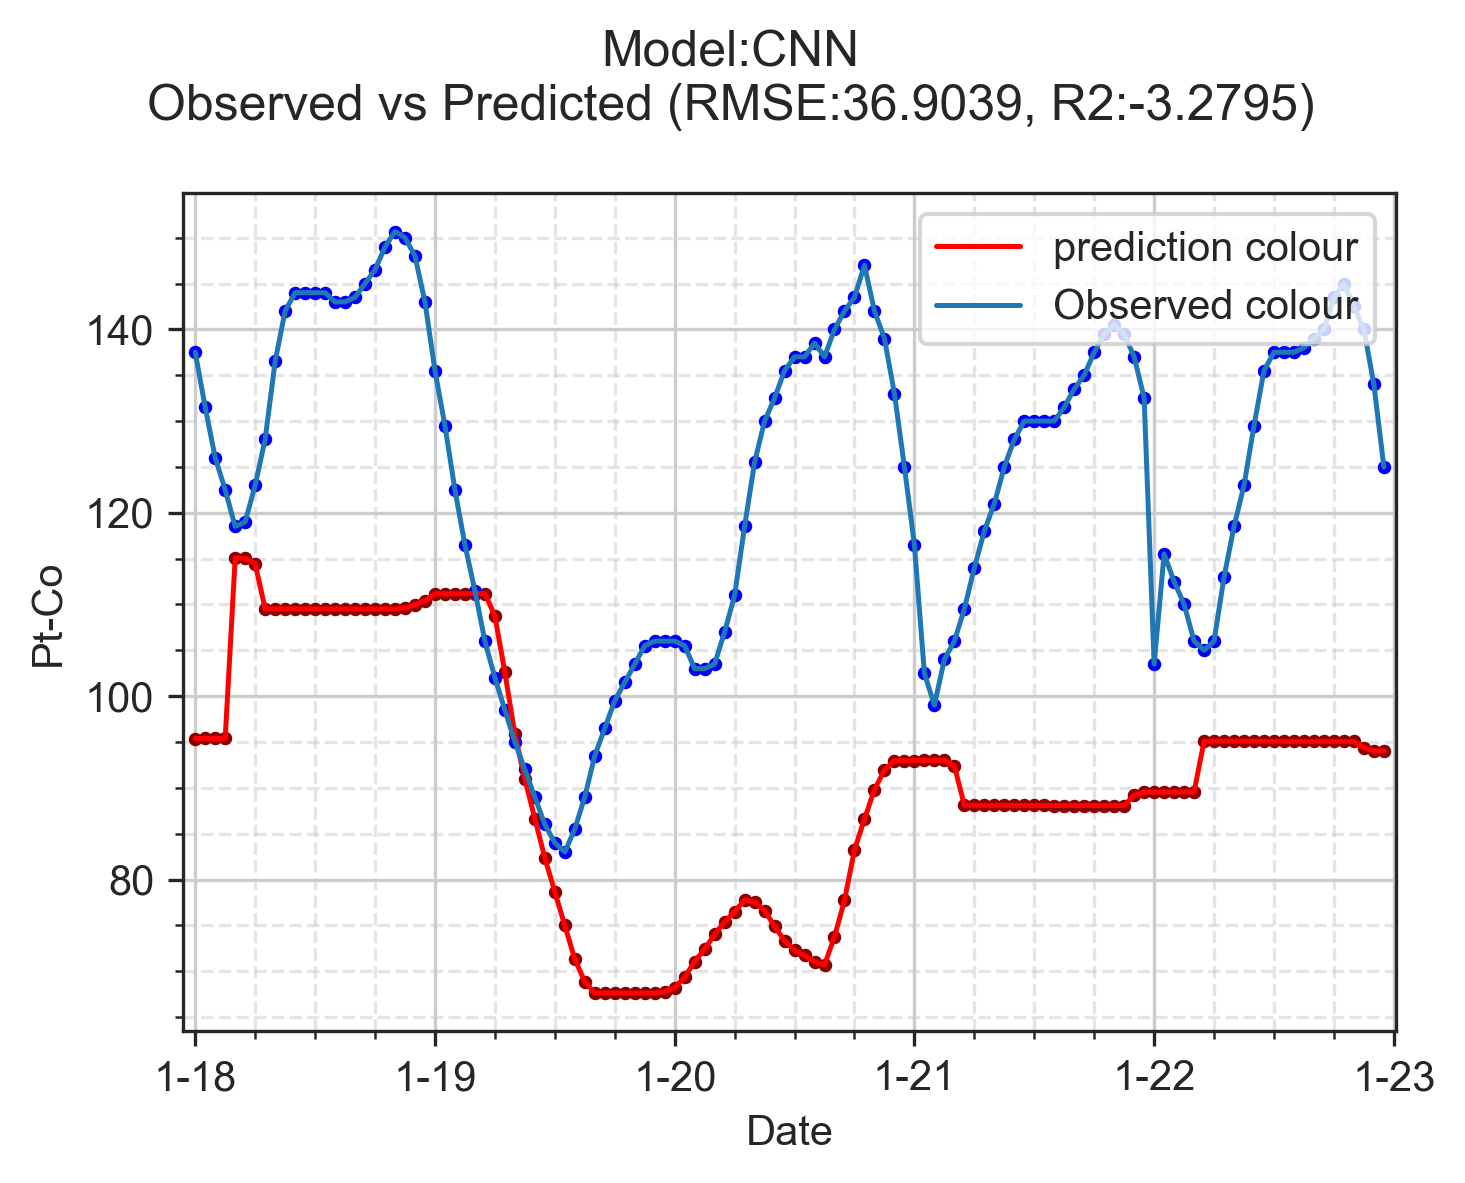 Model:CNN
Observed vs Predicted (RMSE:36.9039, R2:-3.2795)
prediction colour
Observed colour
140
120
100
80
Pt-Co
1-18
1-19
1-20
1-21
1-22
1-23
Date